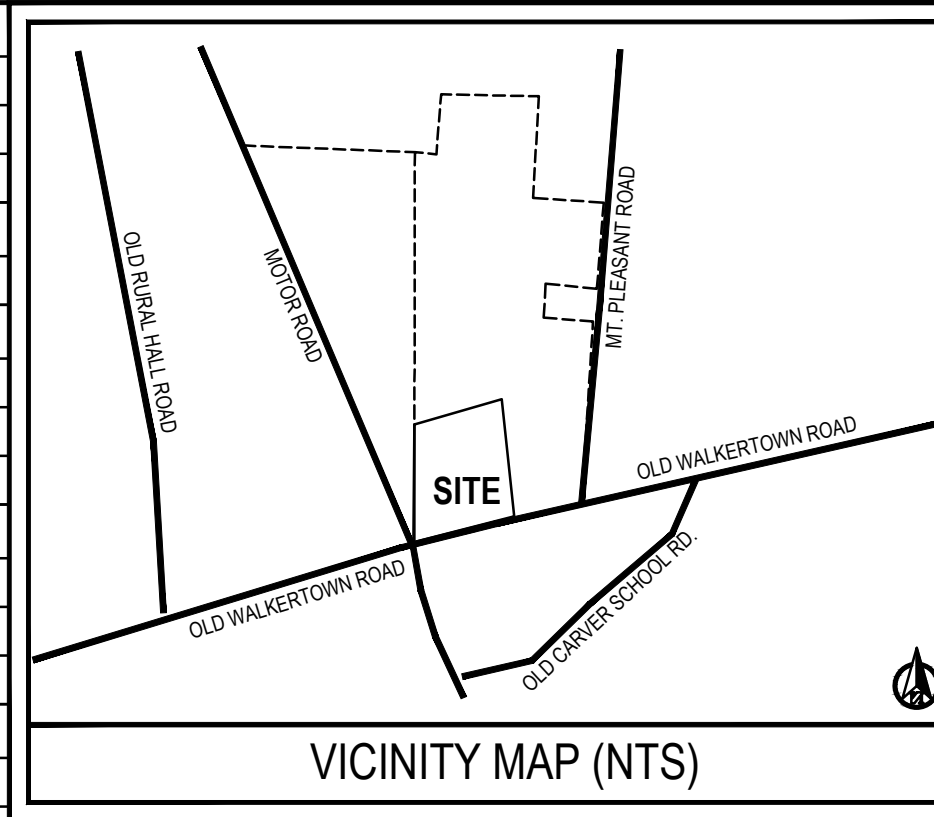 OLD RURAL HALL ROAD
MOTOR ROAD
MT. PLEASANT ROAD
SITE
OLD WALKERTOWN ROAD
OLD WALKERTOWN ROAD
OLD CARVER SCHOOL RD.
VICINITY MAP (NTS)